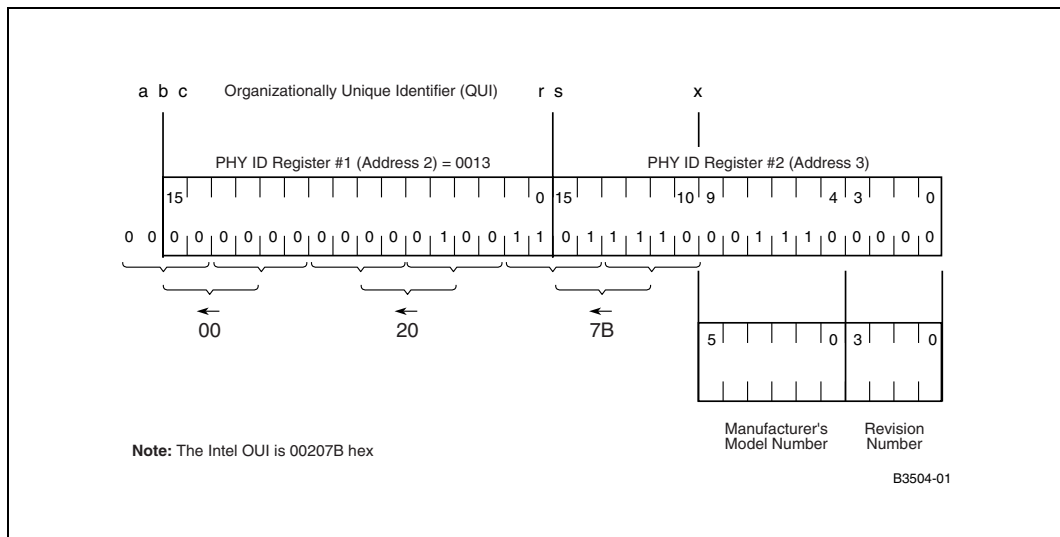 a b c Organizationally Unique Identifier (QUI) r s x
PHY ID Register #1 (Address 2) = 0013 PHY ID Register #2 (Address 3)
15 0 15 10 9 4 3 0
0 0 0 0 0 0 0 0 0 0 0 0 0 1 0 0 1 1 0 1 1 1 1 0 0 0 1 1 1 0 0 0 0 0
00 20 7B
5 0 3 0
Manufacturer's Revision
Model Number Number
Note: The Intel OUI is 00207B hex
B3504-01